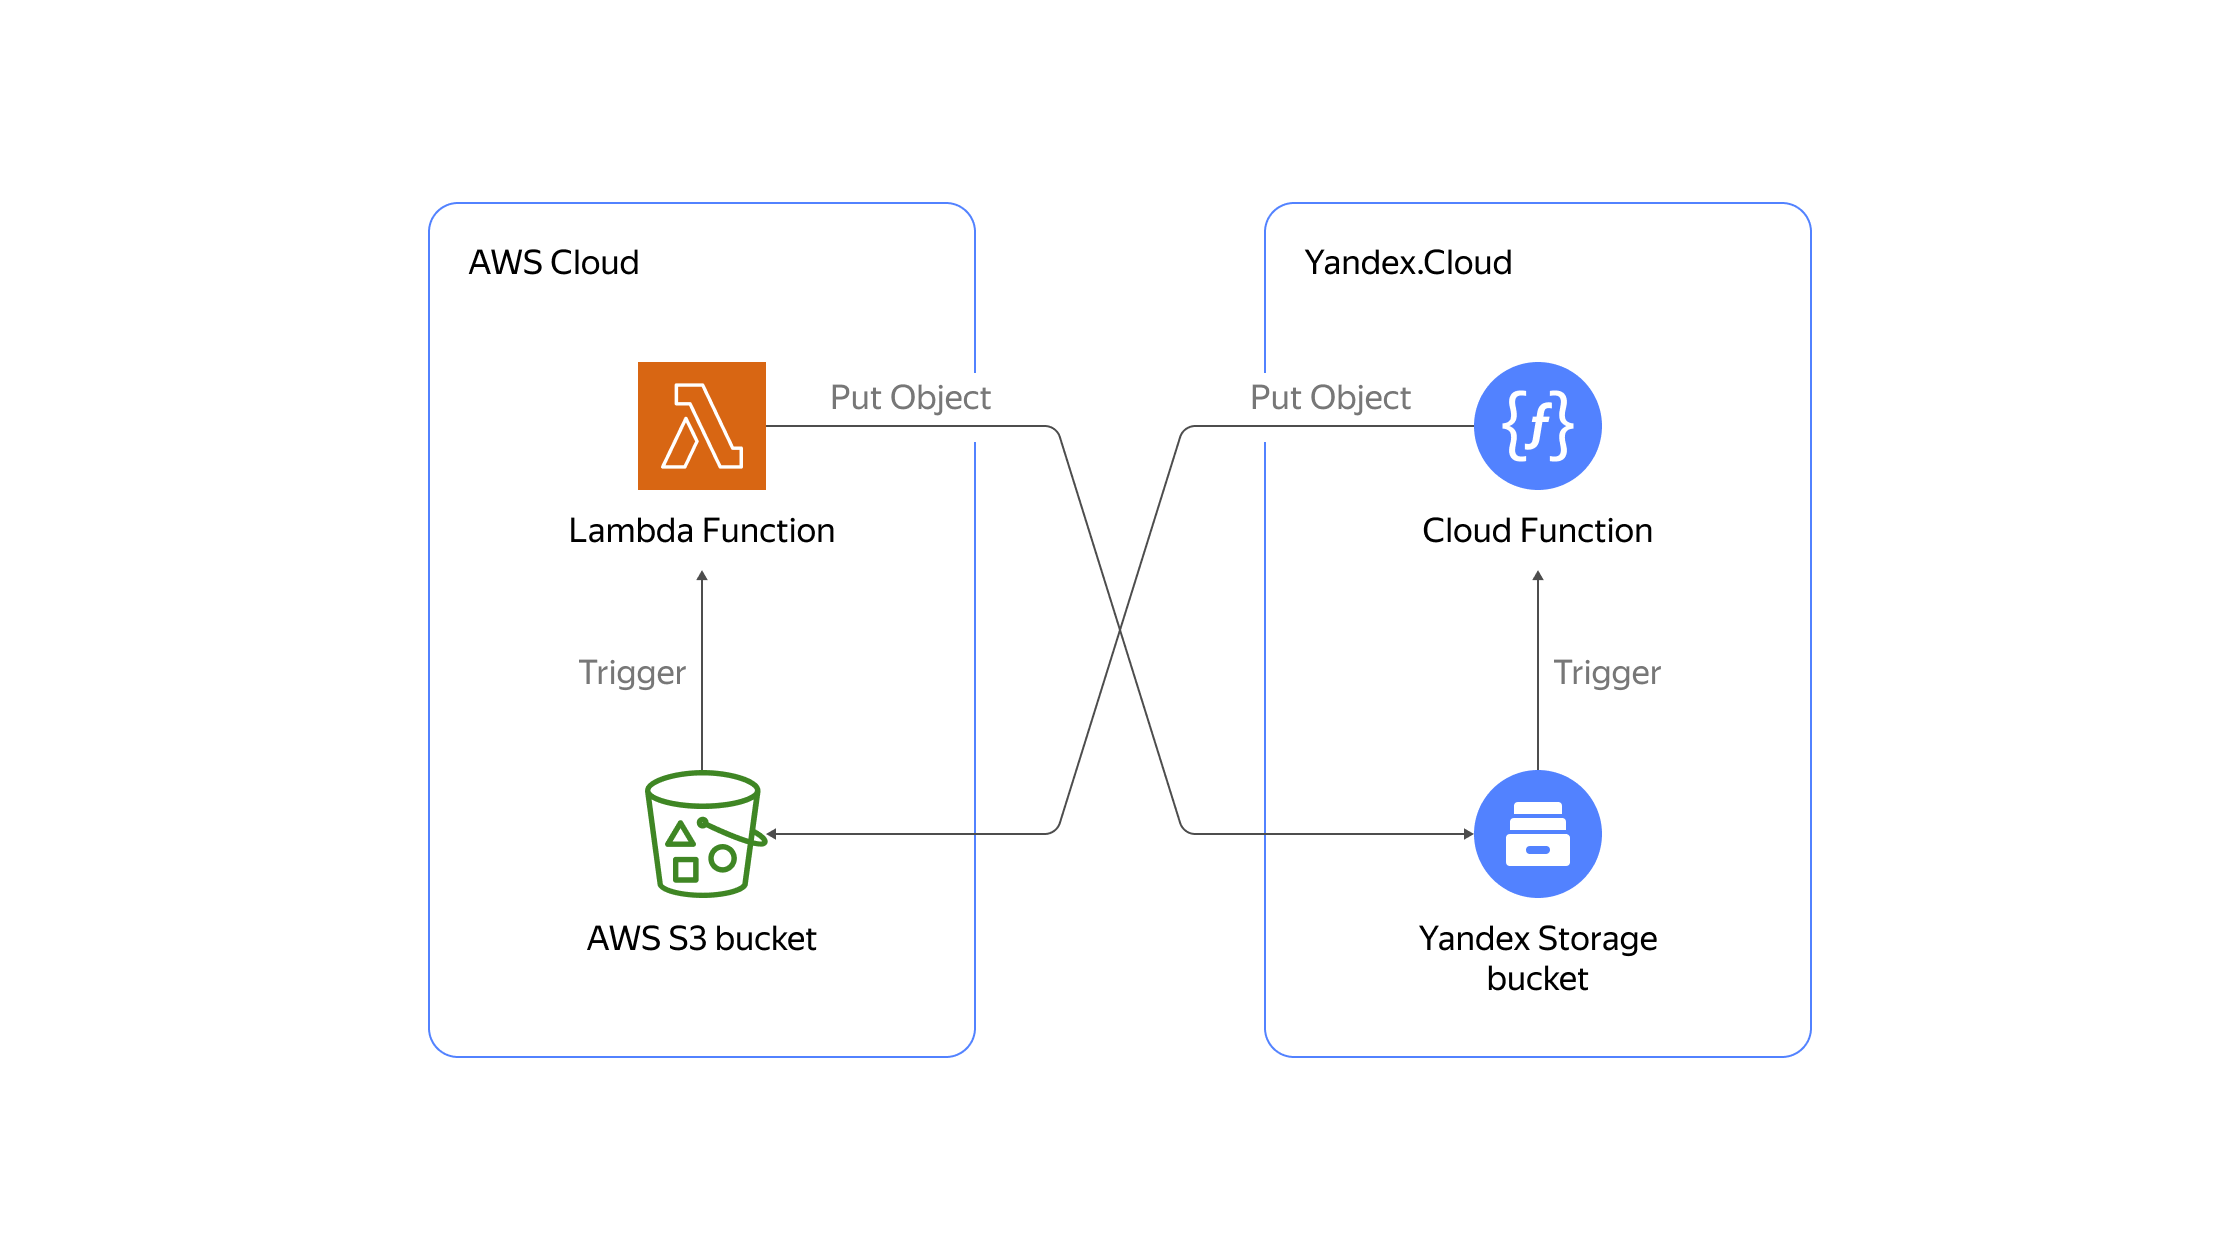 AWS Cloud
Put Object
Lambda Function
Trigger
AWS S3 bucket
Yandex.Cloud
Put Object
Cloud Function
Trigger
Yandex Storage
bucket